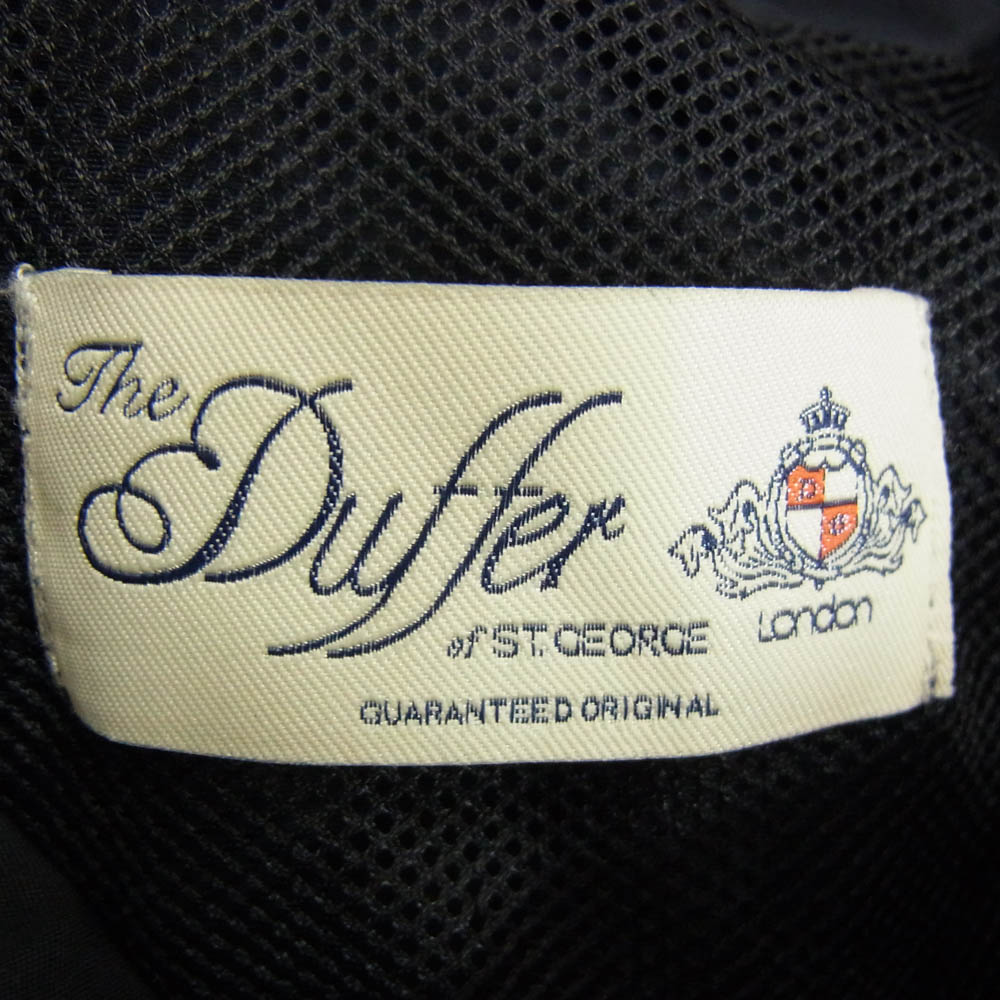 The
Duffer
of ST. GEORGE
GUARANTEED ORIGINAL
D
G
London